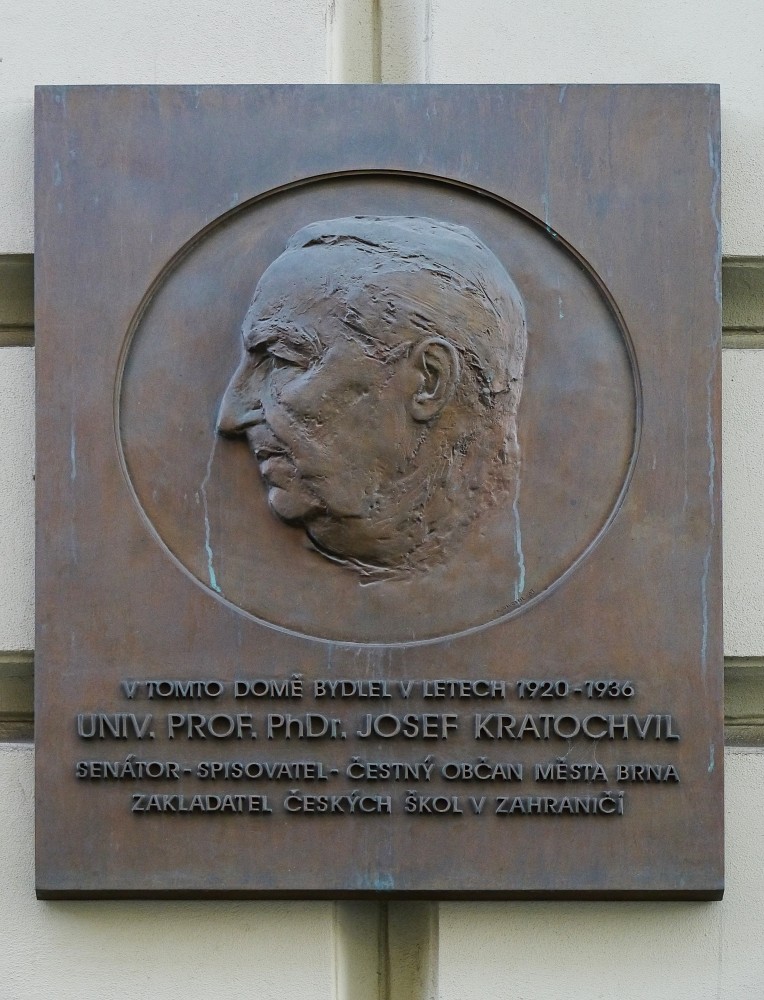 V TOMTO DOMĚ BYDLEL V LETECH 1920-1936
UNIV. PROF. PhDr. JOSEF KRATOCHVIL
SENÁTOR-SPISOVATEL-ČESTNÝ OBČAN MĚSTA BRNA
ZAKLADATEL ČESKÝCH ŠKOL V ZAHRANIČÍ